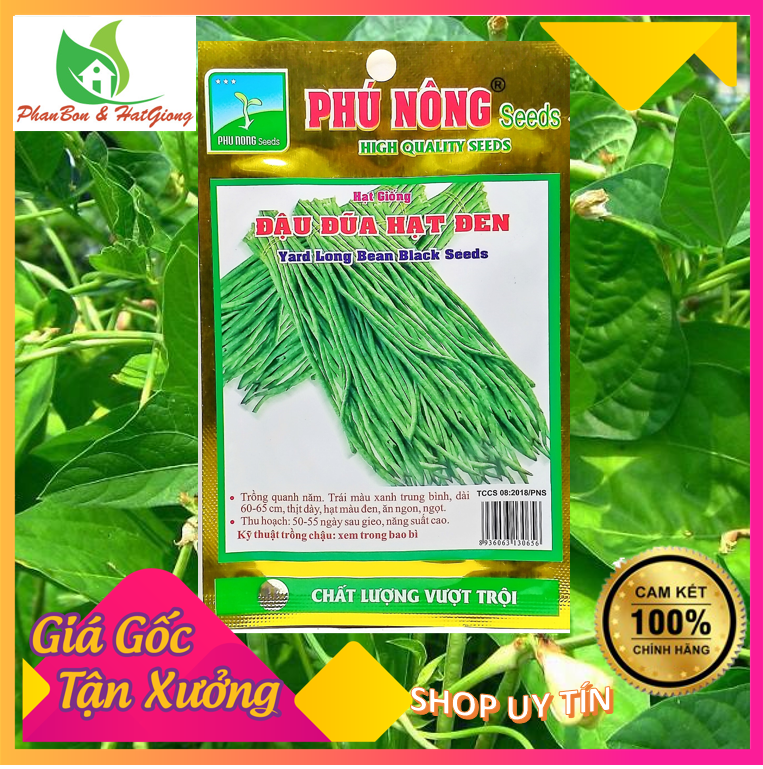 PhanBon & HatGiong
PHU NONG Seeds
PHÚ NÔNG® Seeds
HIGH QUALITY SEEDS
Hạt Giống
ĐẬU ĐŨA HẠT ĐEN
Yard Long Bean Black Seeds
• Trồng quanh năm. Trái màu xanh trung bình, dài
60-65 cm, thịt dày, hạt màu đen, ăn ngon, ngọt.
• Thu hoạch: 50-55 ngày sau gieo, năng suất cao.
Kỹ thuật trồng chậu: xem trong bao bì
TCCS 08:2018/PNS
8 936063 130656
CHẤT LƯỢNG VƯỢT TRỘI
Giá Gốc
Tận Xưởng
SHOP UY TÍN
CAM KẾT
100%
CHÍNH HÃNG